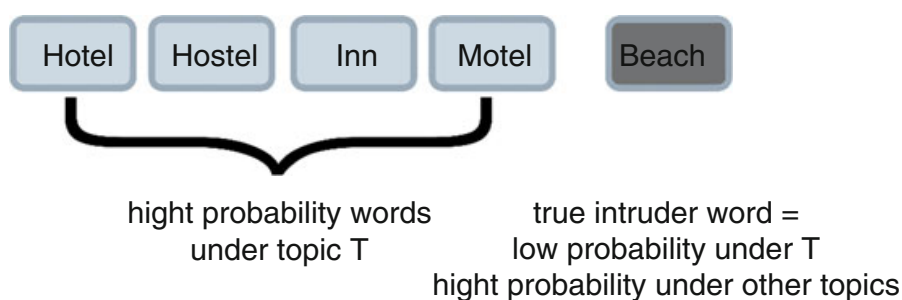 Hotel Hostel Inn Motel Beach
hight probability words
under topic T
true intruder word =
low probability under T
hight probability under other topics